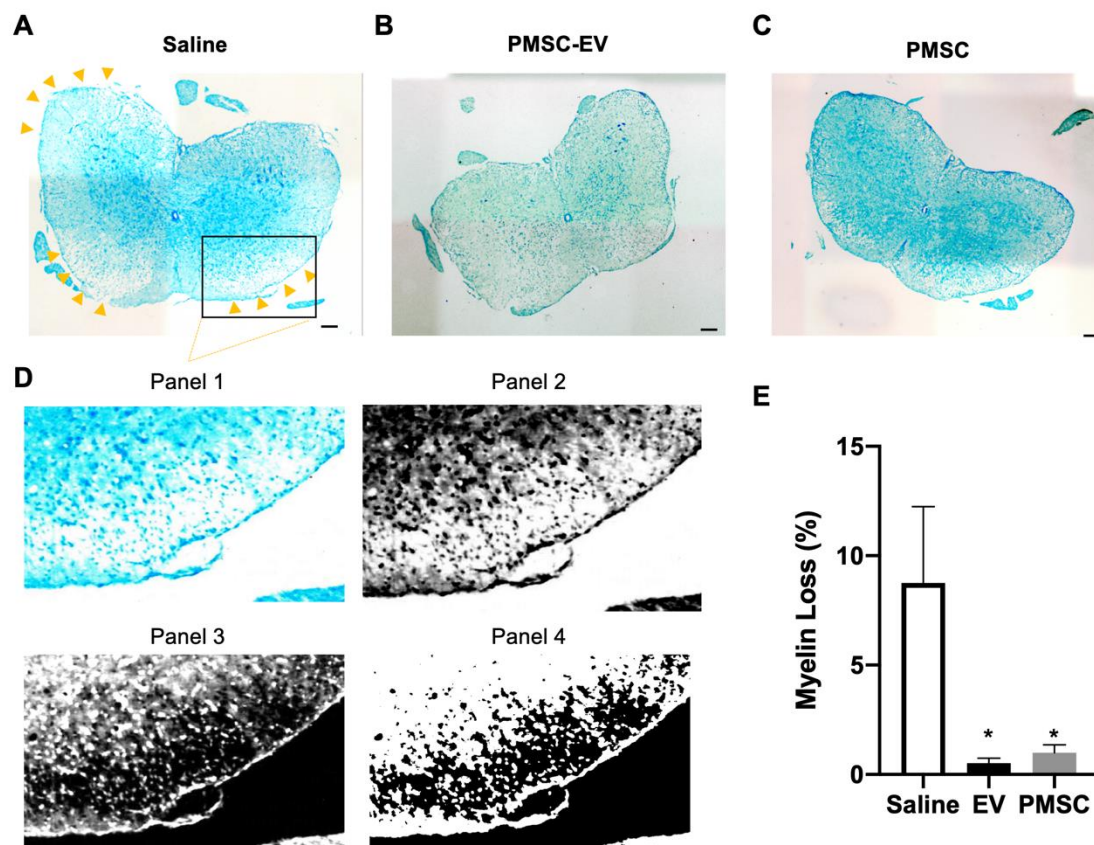 A
Saline
B
PMSC-EV
C
PMSC
D
Panel 1
Panel 2
Panel 3
Panel 4
E
Myelin Loss (%)
15
10
5
0
*
*
Saline
EV
PMSC